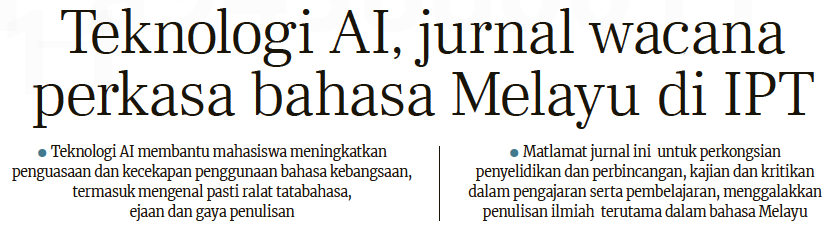 Teknologi AI, jurnal wacana
perkasa bahasa Melayu di IPT
● Teknologi AI membantu mahasiswa meningkatkan
penguasaan dan kecekapan penggunaan bahasa kebangsaan,
termasuk mengenal pasti ralat tatabahasa,
ejaan dan gaya penulisan
● Matlamat jurnal ini untuk perkongsian
penyelidikan dan perbincangan, kajian dan kritikan
dalam pengajaran serta pembelajaran, menggalakkan
penulisan ilmiah terutama dalam bahasa Melayu